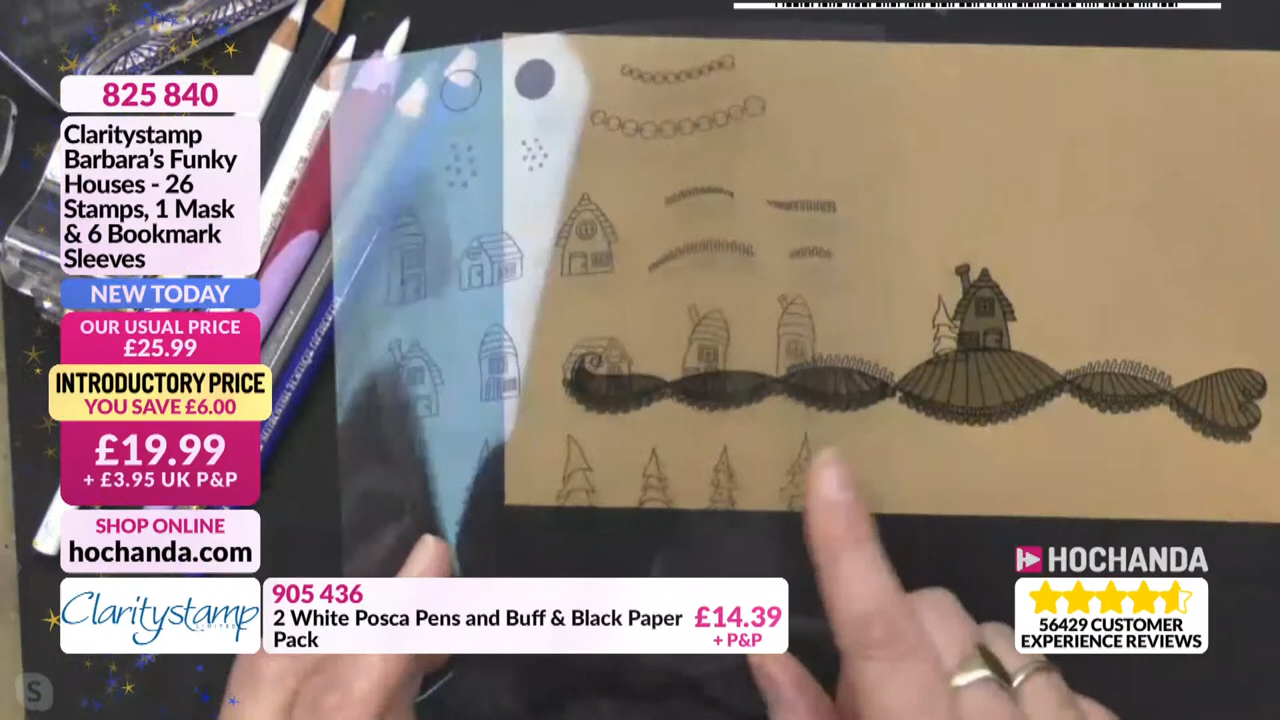 825 840
Claritystamp
Barbara's Funky
Houses - 26
Stamps, 1 Mask
& 6 Bookmark
Sleeves
NEW TODAY
OUR USUAL PRICE
£25.99
INTRODUCTORY PRICE
YOU SAVE £6.00
£19.99
+ £3.95 UK P&P
SHOP ONLINE
hochanda.com
Claritystamp
LIMITED
905 436
2 White Posca Pens and Buff & Black Paper
Pack
£14.39
+ P&P
HOCHANDA
56429 CUSTOMER
EXPERIENCE REVIEWS
S